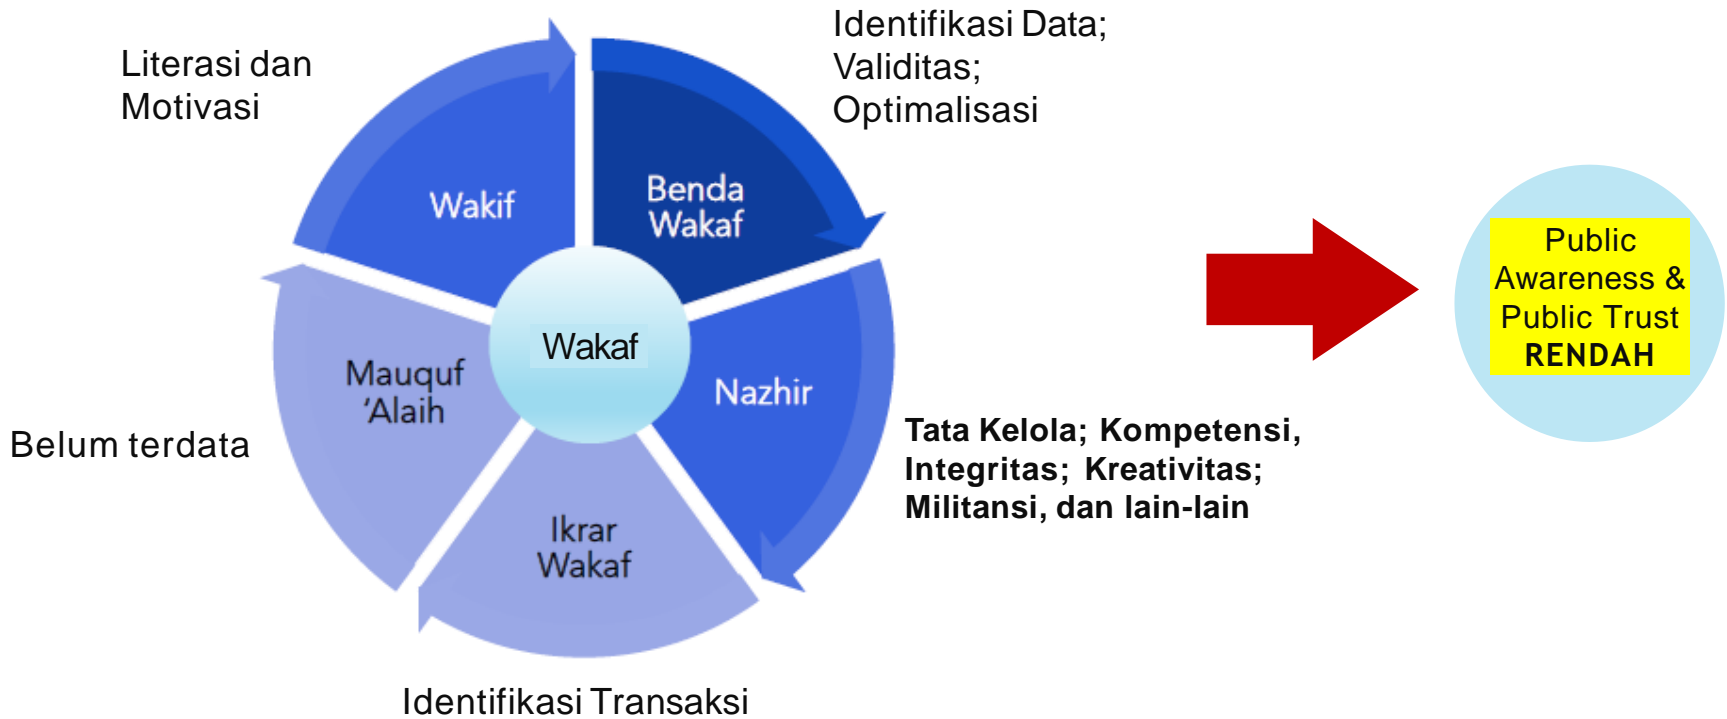 Literasi dan
Motivasi
Identifikasi Data;
Validitas;
Optimalisasi
Wakif
Benda
Wakaf
Wakaf
Mauquf
‘Alaih
Nazhir
Ikrar
Wakaf
Belum terdata
Tata Kelola; Kompetensi,
Integritas; Kreativitas;
Militansi, dan lain-lain
Identifikasi Transaksi
Public
Awareness &
Public Trust
RENDAH